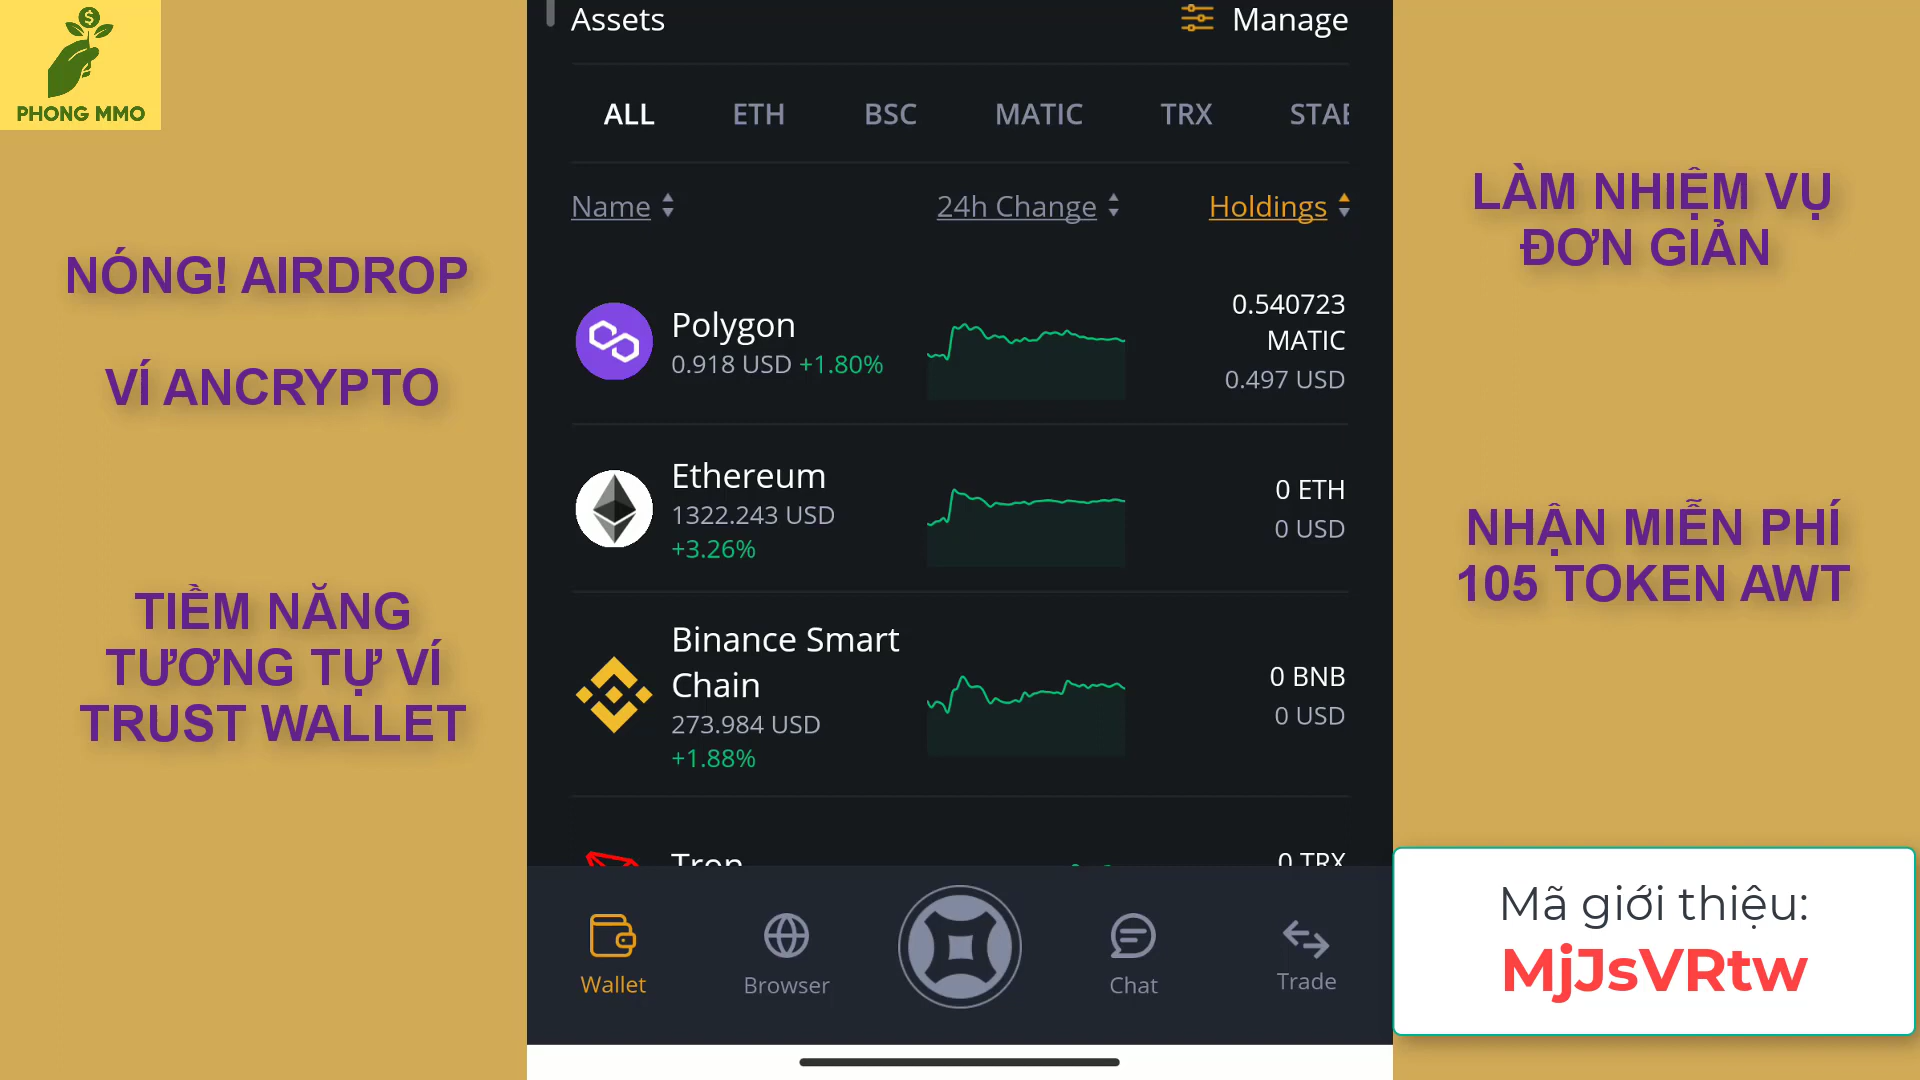 PHONG MMO
NÓNG! AIRDROP
VÍ ANCRYPTO
TIỀM NĂNG
TƯƠNG TỰ VÍ
TRUST WALLET
Assets
Manage
ALL
ETH
BSC
MATIC
TRX
STAB
Name
24h Change
Holdings
Polygon
0.918 USD +1.80%
0.540723
MATIC
0.497 USD
Ethereum
1322.243 USD
+3.26%
0 ETH
0 USD
Binance Smart
Chain
273.984 USD
+1.88%
0 BNB
0 USD
Tron
0 TRX
Wallet
Browser
Chat
Trade
LÀM NHIỆM VỤ
ĐƠN GIẢN
NHẬN MIỄN PHÍ
105 TOKEN AWT
Mã giới thiệu:
MjJsVRtw